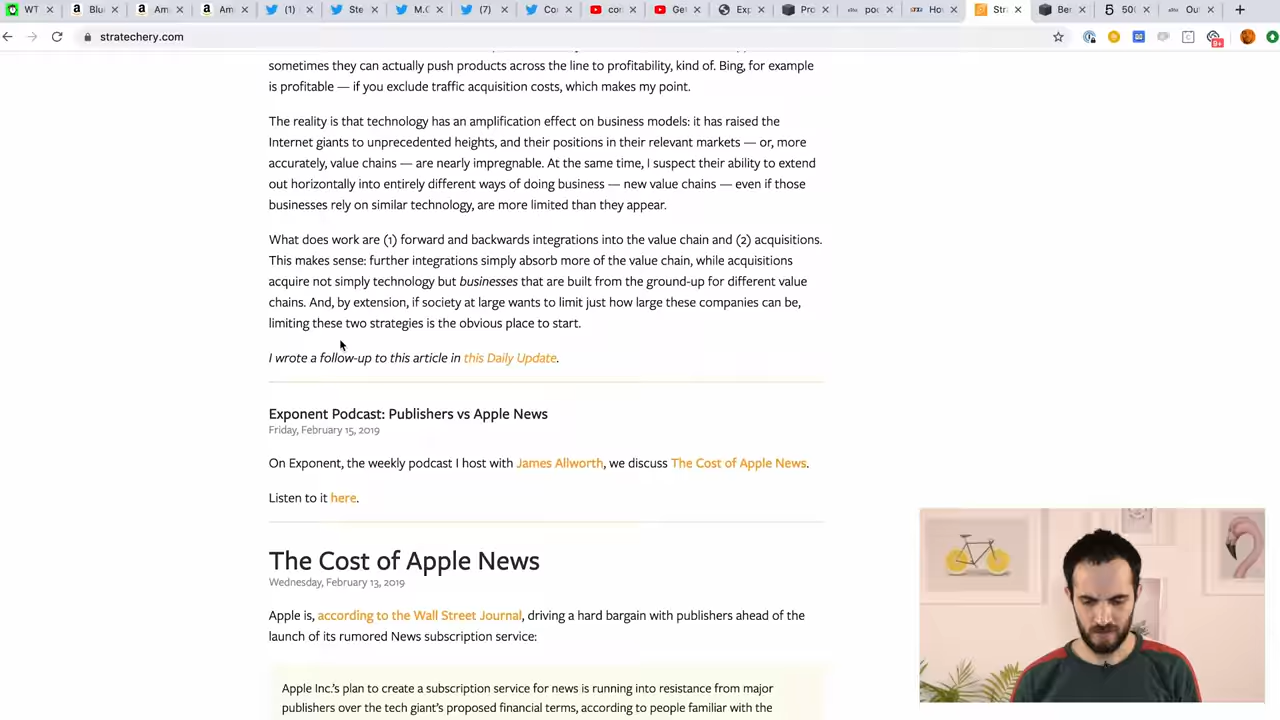 (1)
(7)
stratechery.com
9+
sometimes they can actually push products across the line to profitability, kind of. Bing, for example
is profitable — if you exclude traffic acquisition costs, which makes my point.
The reality is that technology has an amplification effect on business models: it has raised the
Internet giants to unprecedented heights, and their positions in their relevant markets — or, more
accurately, value chains — are nearly impregnable. At the same time, I suspect their ability to extend
out horizontally into entirely different ways of doing business — new value chains — even if those
businesses rely on similar technology, are more limited than they appear.
What does work are (1) forward and backwards integrations into the value chain and (2) acquisitions.
This makes sense: further integrations simply absorb more of the value chain, while acquisitions
acquire not simply technology but businesses that are built from the ground-up for different value
chains. And, by extension, if society at large wants to limit just how large these companies can be,
limiting these two strategies is the obvious place to start.
I wrote a follow-up to this article in this Daily Update.
Exponent Podcast: Publishers vs Apple News
Friday, February 15, 2019
On Exponent, the weekly podcast I host with James Allworth, we discuss The Cost of Apple News.
Listen to it here.
The Cost of Apple News
Wednesday, February 13, 2019
Apple is, according to the Wall Street Journal, driving a hard bargain with publishers ahead of the
launch of its rumored News subscription service:
Apple Inc.'s plan to create a subscription service for news is running into resistance from major
publishers over the tech giant's proposed financial terms, according to people familiar with the